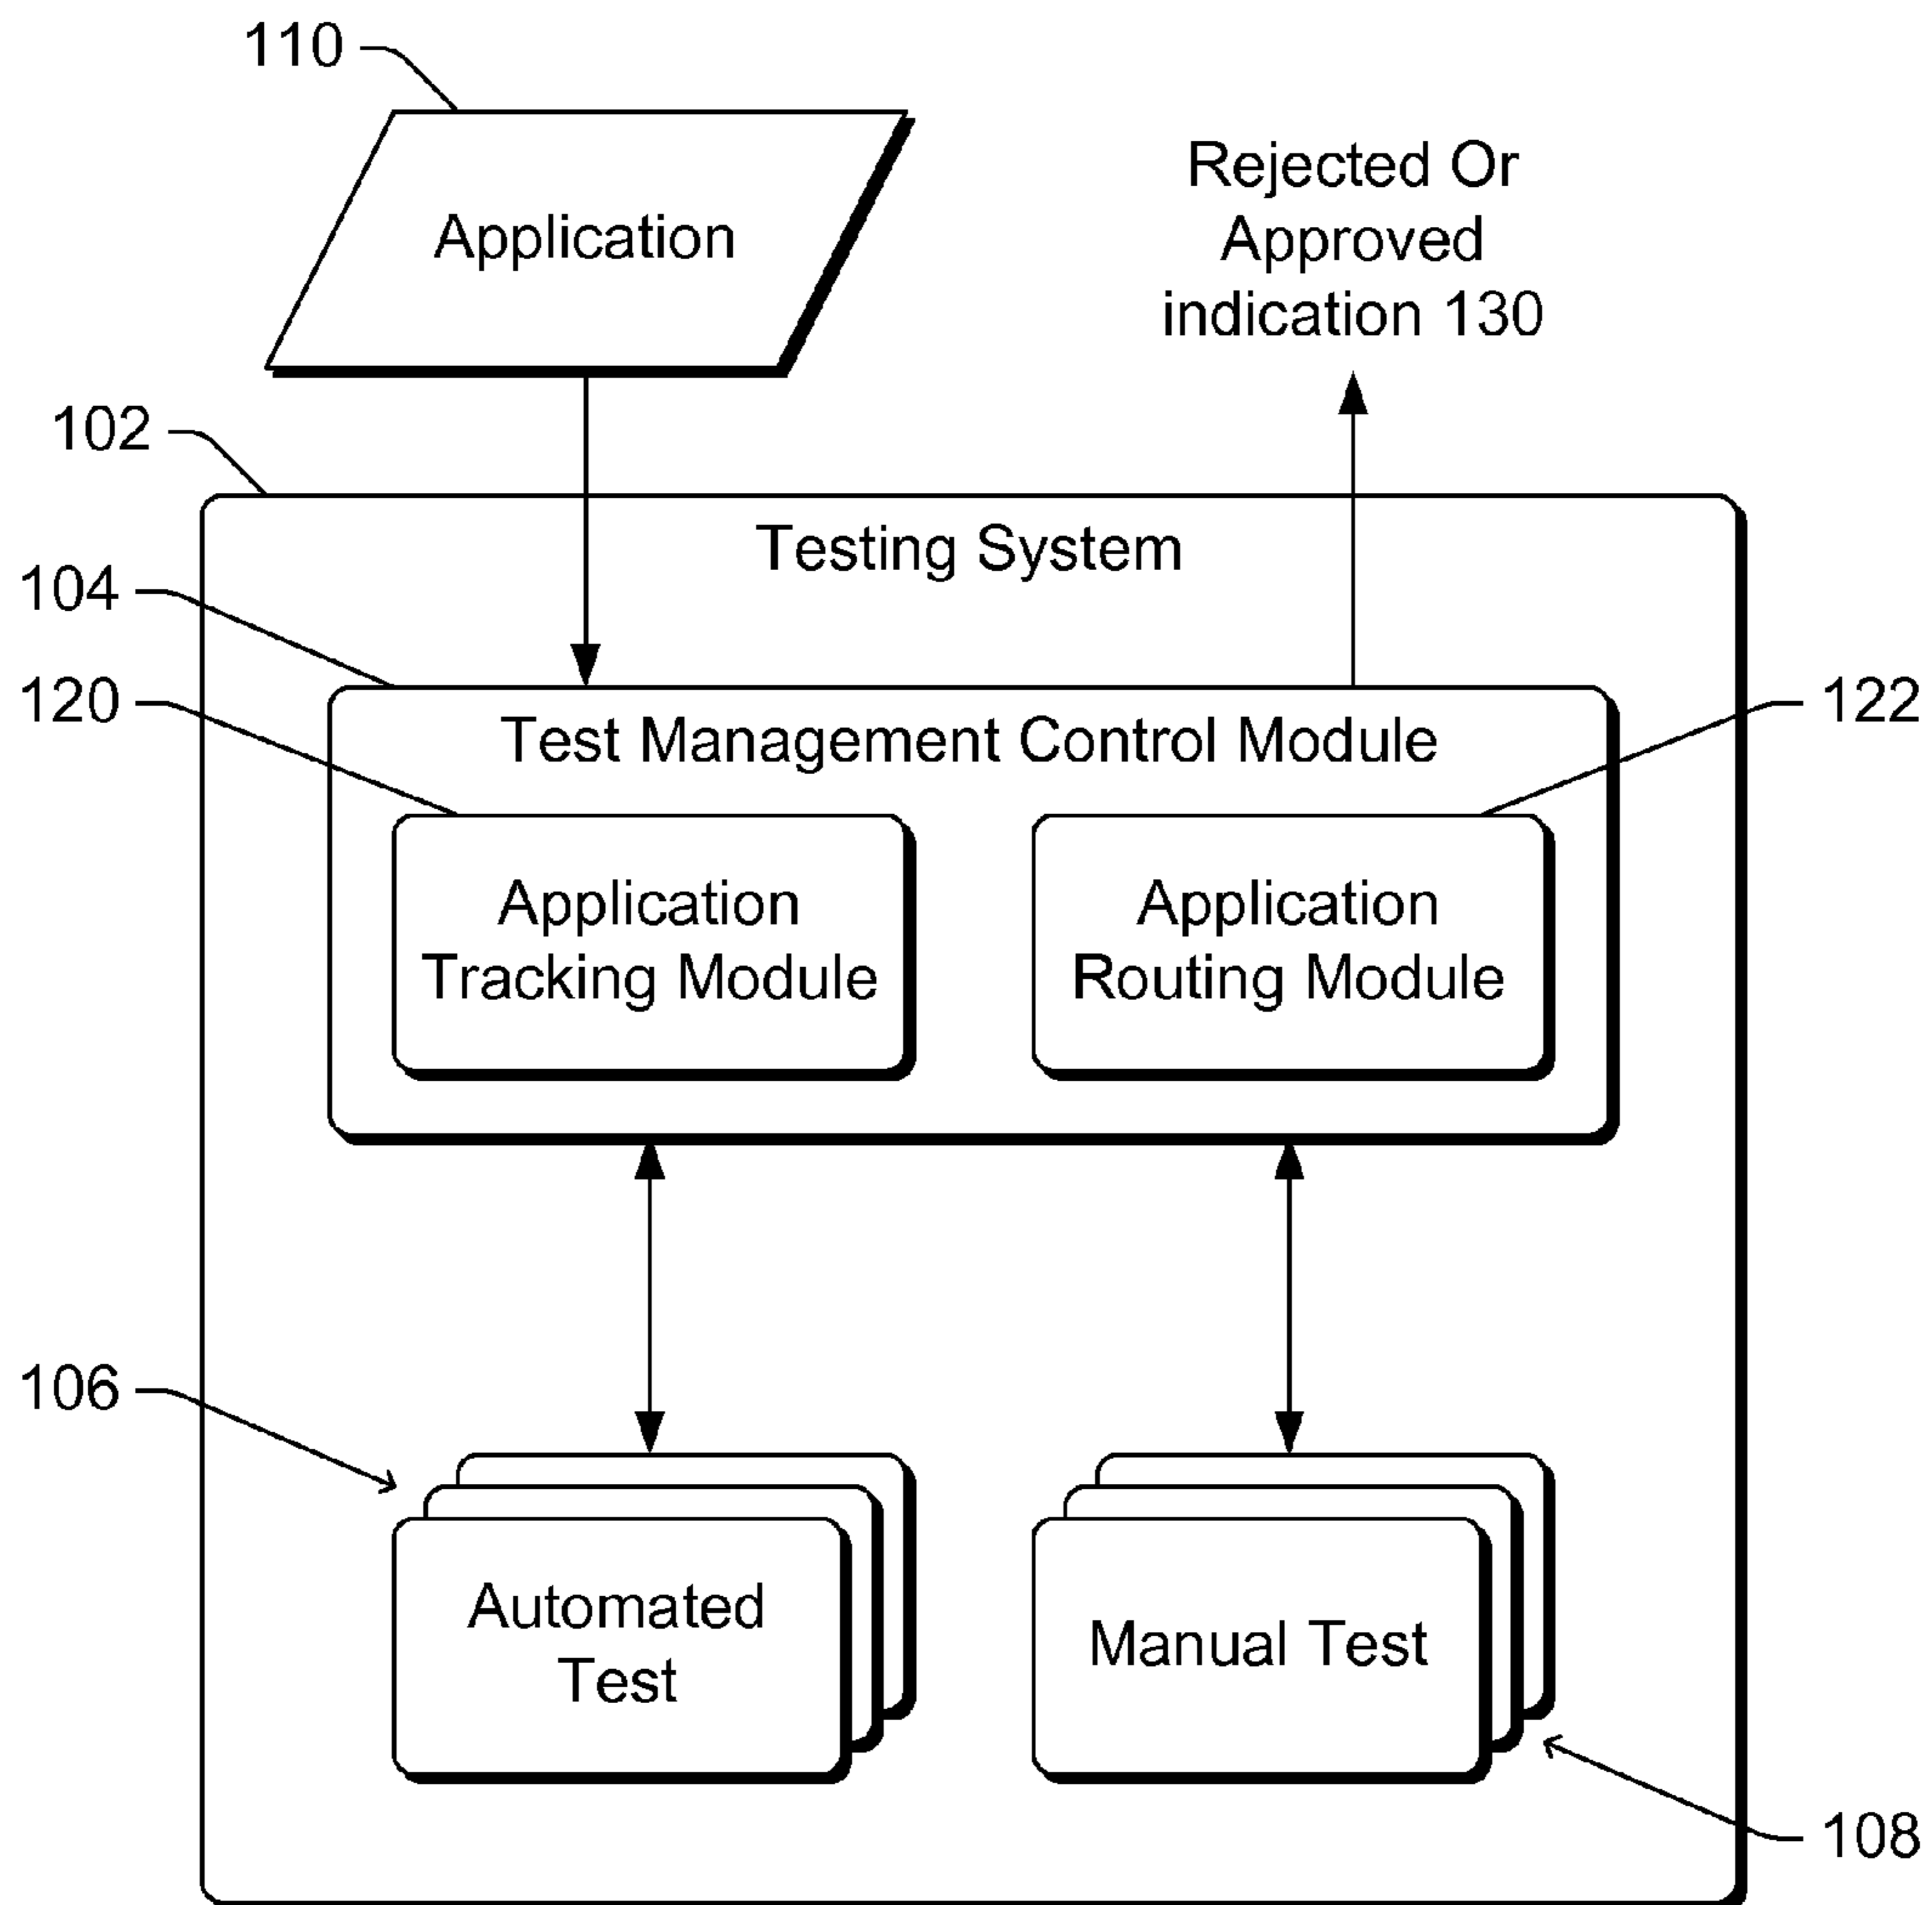 110
Application
Rejected Or
Approved
indication 130
102
Testing System
104
120
122
Test Management Control Module
Application
Tracking Module
Application
Routing Module
106
Automated
Test
Manual Test
108